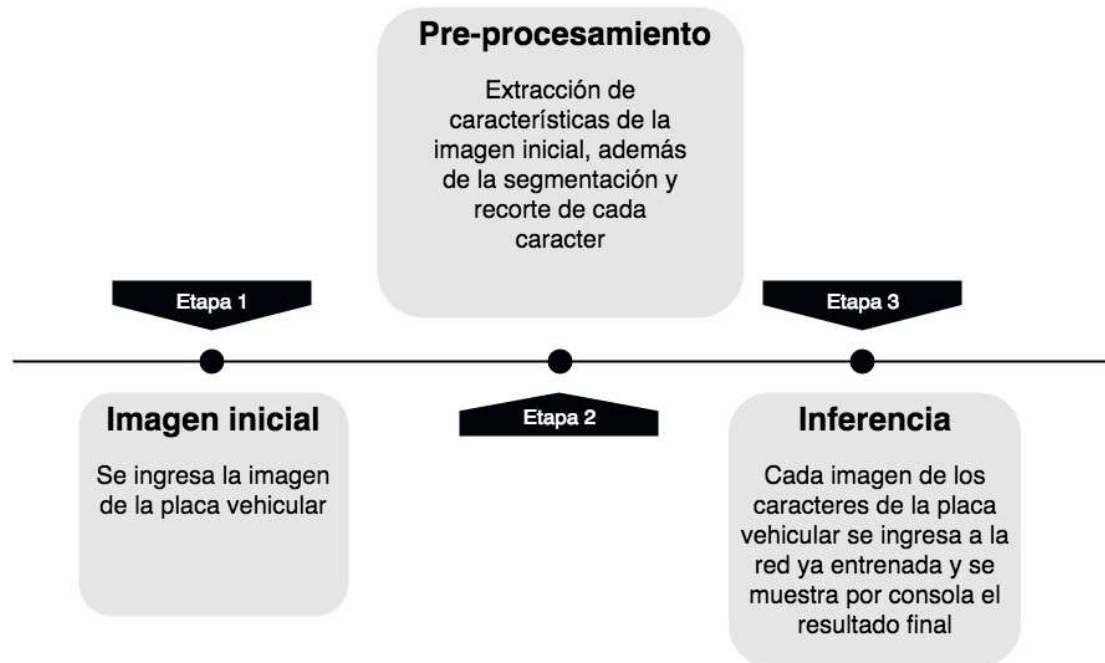 Pre-procesamiento
Extracción de
características de la
imagen inicial, además
de la segmentación y
recorte de cada
caracter
Etapa 1
Etapa 3
Imagen inicial
Se ingresa la imagen
de la placa vehicular
Etapa 2
Inferencia
Cada imagen de los
caracteres de la placa
vehicular se ingresa a la
red ya entrenada y se
muestra por consola el
resultado final